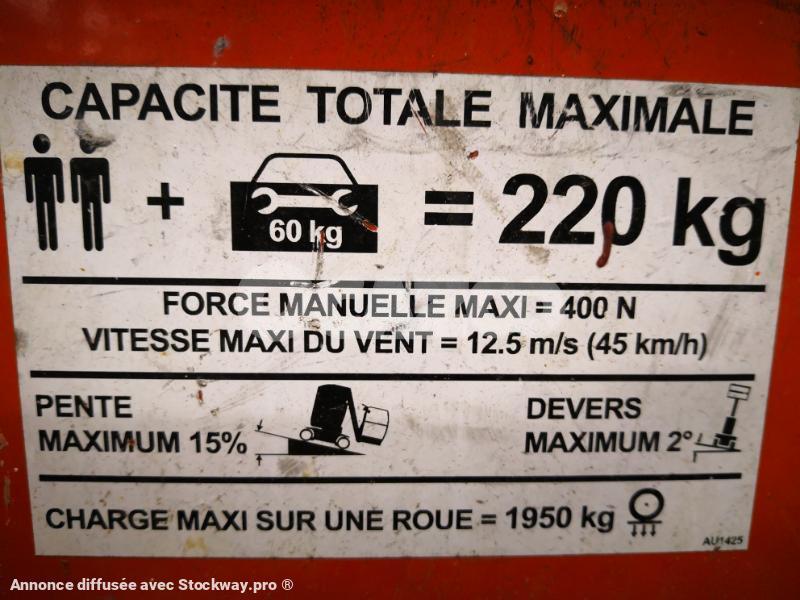 CAPACITE TOTALE MAXIMALE
+ 60 kg = 220 kg
FORCE MANUELLE MAXI = 400 N
VITESSE MAXI DU VENT = 12.5 m/s (45 km/h)
PENTE
MAXIMUM 15%
DEVERS
MAXIMUM 2°
CHARGE MAXI SUR UNE ROUE = 1950 kg
AU1425
Annonce diffusée avec Stockway.pro ®